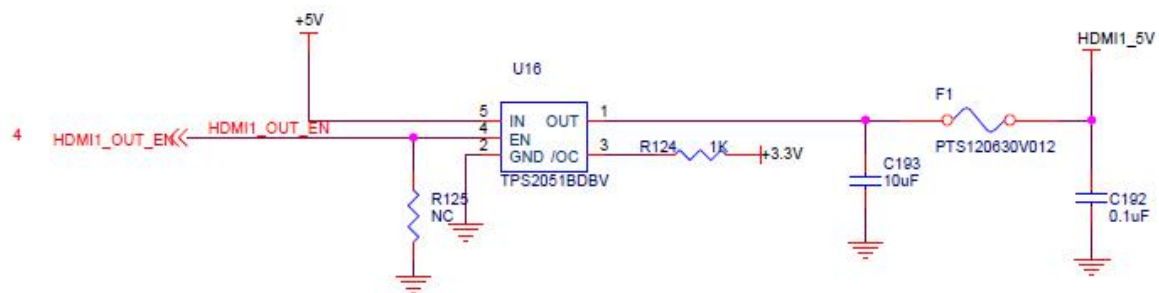 +5V
HDMI1_5V
U16
F1
5
IN
OUT
1
4
HDMI1_OUT_EN
HDMI1_OUT_EN
4
EN
2
GND
/OC
3
R124
1K
+3.3V
PTS120630V012
TPS2051BDBV
C193
10uF
R125
NC
C192
0.1uF